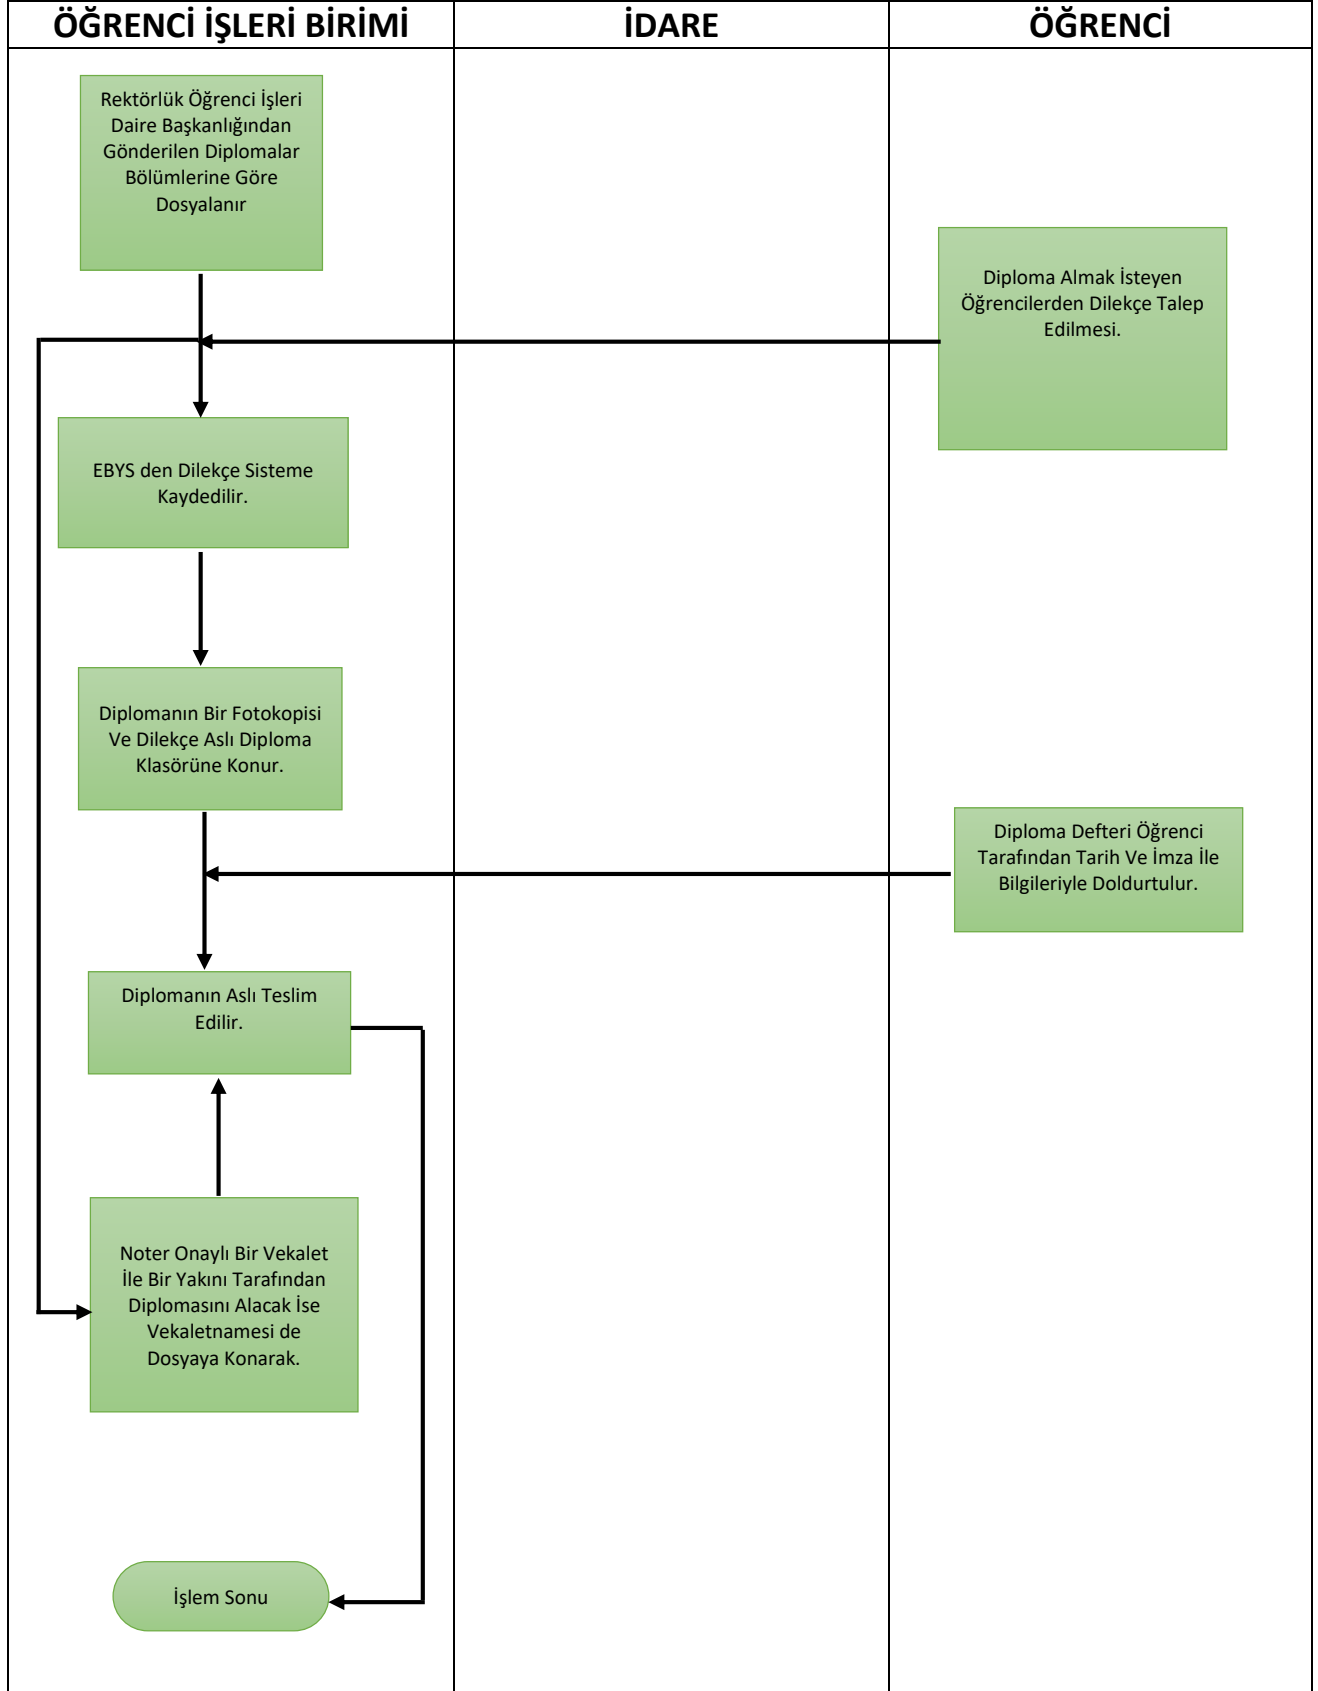 ÖĞRENCİ İŞLERİ BİRİMİ
İDARE
ÖĞRENCİ
Rektörlük Öğrenci İşleri
Daire Başkanlığından
Gönderilen Diplomalar
Bölümlerine Göre
Dosyalanır
Diploma Almak İsteyen
Öğrencilerden Dilekçe Talep
Edilmesi.
EBYS den Dilekçe Sisteme
Kaydedilir.
Diplomanın Bir Fotokopisi
Ve Dilekçe Aslı Diploma
Klasörüne Konur.
Diploma Defteri Öğrenci
Tarafından Tarih Ve İmza İle
Bilgileriyle Doldurtulur.
Diplomanın Aslı Teslim
Edilir.
Noter Onaylı Bir Vekalet
İle Bir Yakını Tarafından
Diplomasını Alacak İse
Vekaletnamesi de
Dosyaya Konarak.
İşlem Sonu